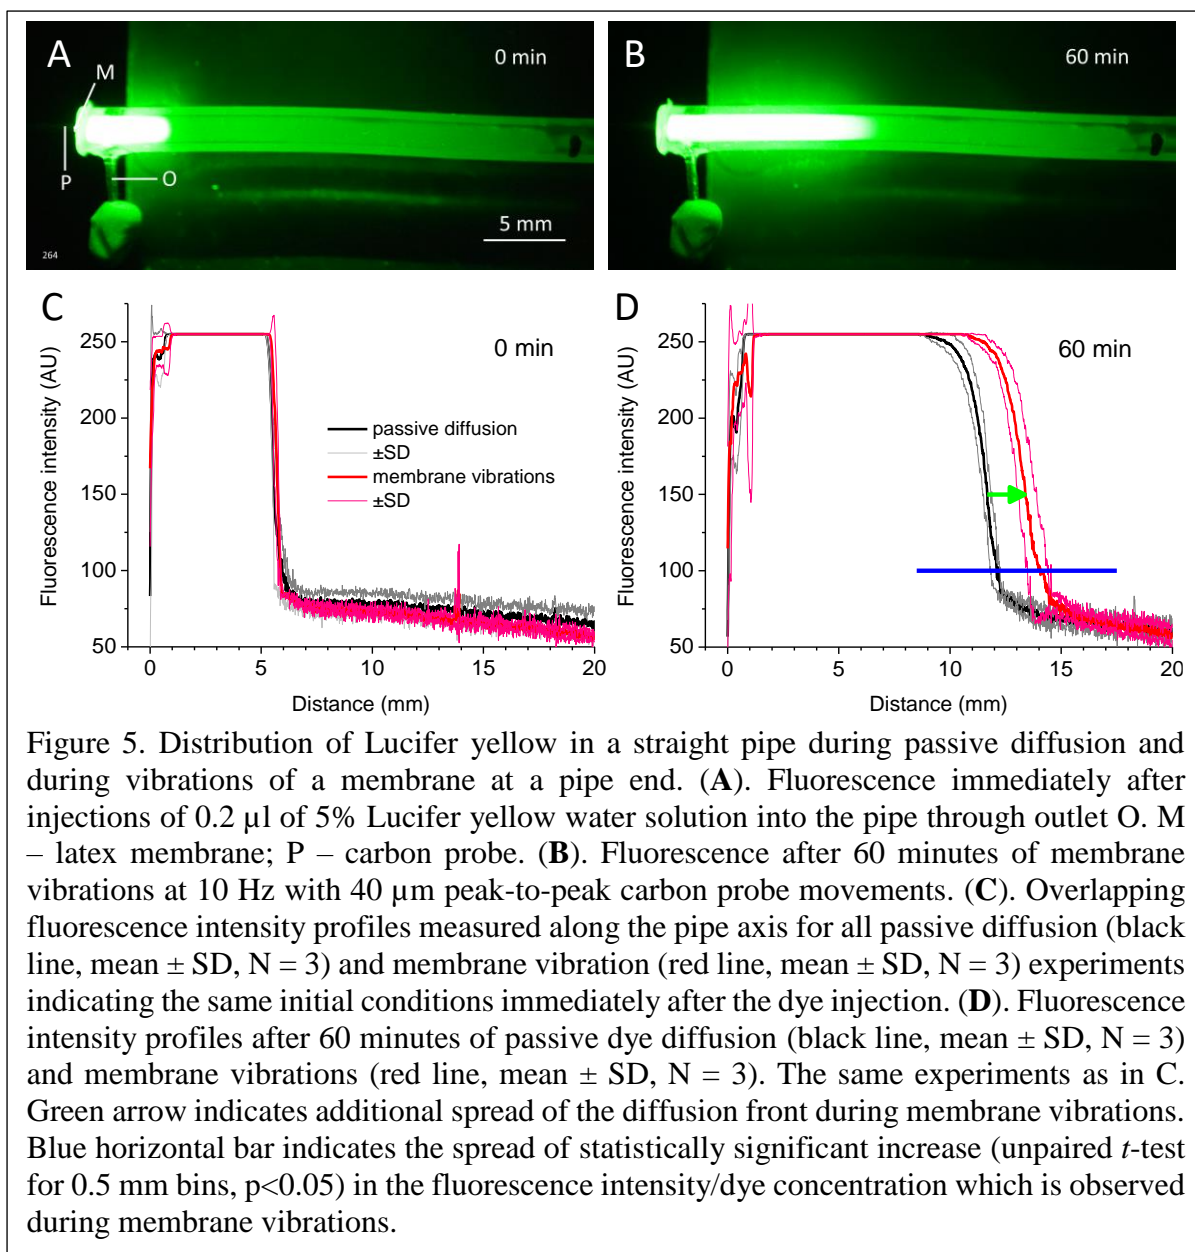 A
0 min
M
P
O
5 mm
264
B
60 min
C
0 min
Fluorescence intensity (AU)
250
200
150
100
50
passive diffusion
±SD
membrane vibrations
±SD
0 5 10 15 20
Distance (mm)
D
60 min
Fluorescence intensity (AU)
250
200
150
100
50
0 5 10 15 20
Distance (mm)
Figure 5. Distribution of Lucifer yellow in a straight pipe during passive diffusion and
during vibrations of a membrane at a pipe end. (A). Fluorescence immediately after
injections of 0.2 µl of 5% Lucifer yellow water solution into the pipe through outlet O. M
– latex membrane; P – carbon probe. (B). Fluorescence after 60 minutes of membrane
vibrations at 10 Hz with 40 µm peak-to-peak carbon probe movements. (C). Overlapping
fluorescence intensity profiles measured along the pipe axis for all passive diffusion (black
line, mean ± SD, N = 3) and membrane vibration (red line, mean ± SD, N = 3) experiments
indicating the same initial conditions immediately after the dye injection. (D). Fluorescence
intensity profiles after 60 minutes of passive dye diffusion (black line, mean ± SD, N = 3)
and membrane vibrations (red line, mean ± SD, N = 3). The same experiments as in C.
Green arrow indicates additional spread of the diffusion front during membrane vibrations.
Blue horizontal bar indicates the spread of statistically significant increase (unpaired t-test
for 0.5 mm bins, p<0.05) in the fluorescence intensity/dye concentration which is observed
during membrane vibrations.